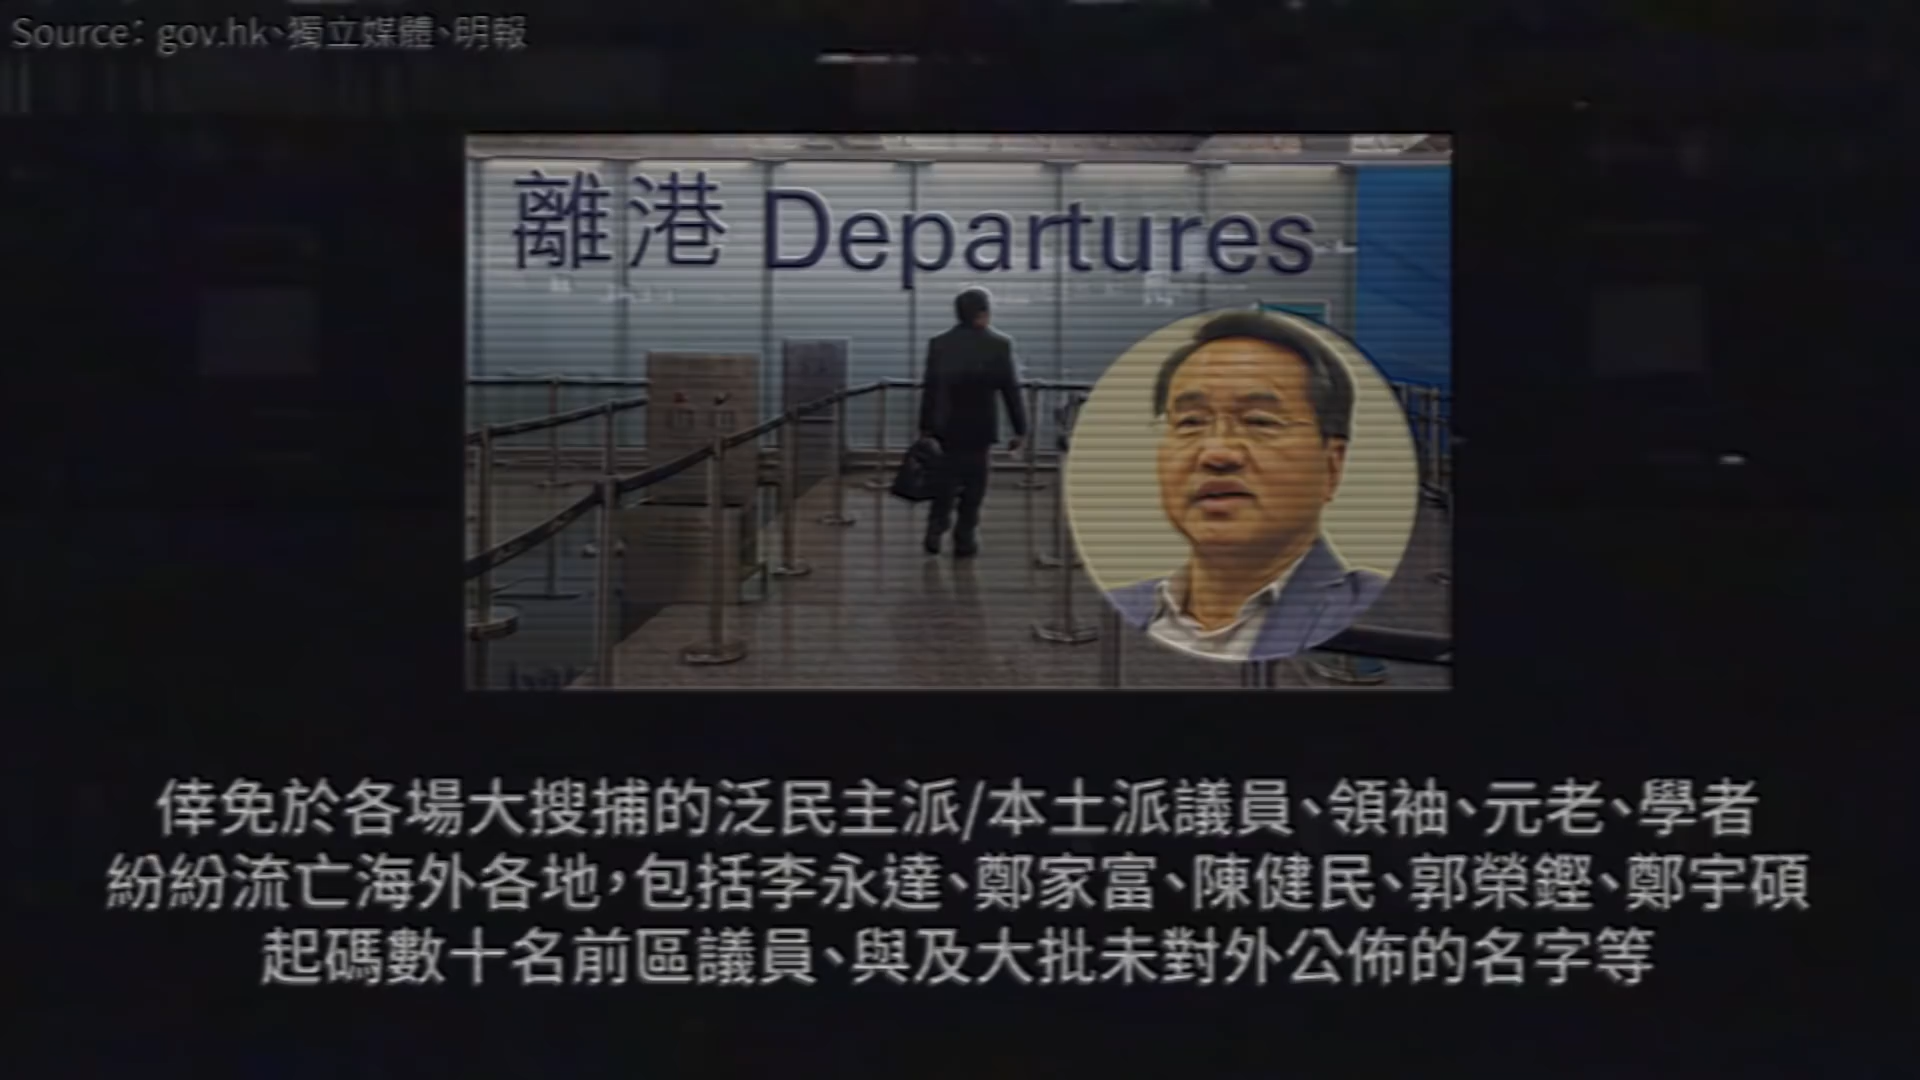 Source：gov.hk、獨立媒體、明報
離港 Departures
倖免於各場大搜捕的泛民主派/本土派議員、領袖、元老、學者
紛紛流亡海外各地，包括李永達、鄭家富、陳健民、郭榮鏗、鄭宇碩
起碼數十名前區議員、與及大批未對外公佈的名字等